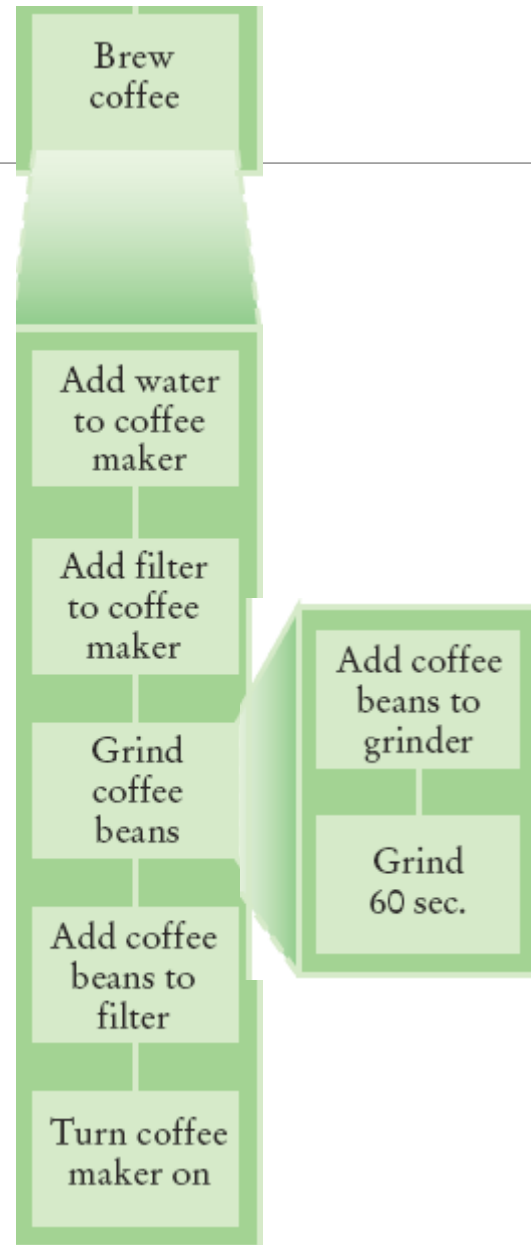 Brew
coffee
Add water
to coffee
maker
Add filter
to coffee
maker
Grind
coffee
beans
Add coffee
beans to
grinder
Grind
60 sec.
Add coffee
beans to
filter
Turn coffee
maker on